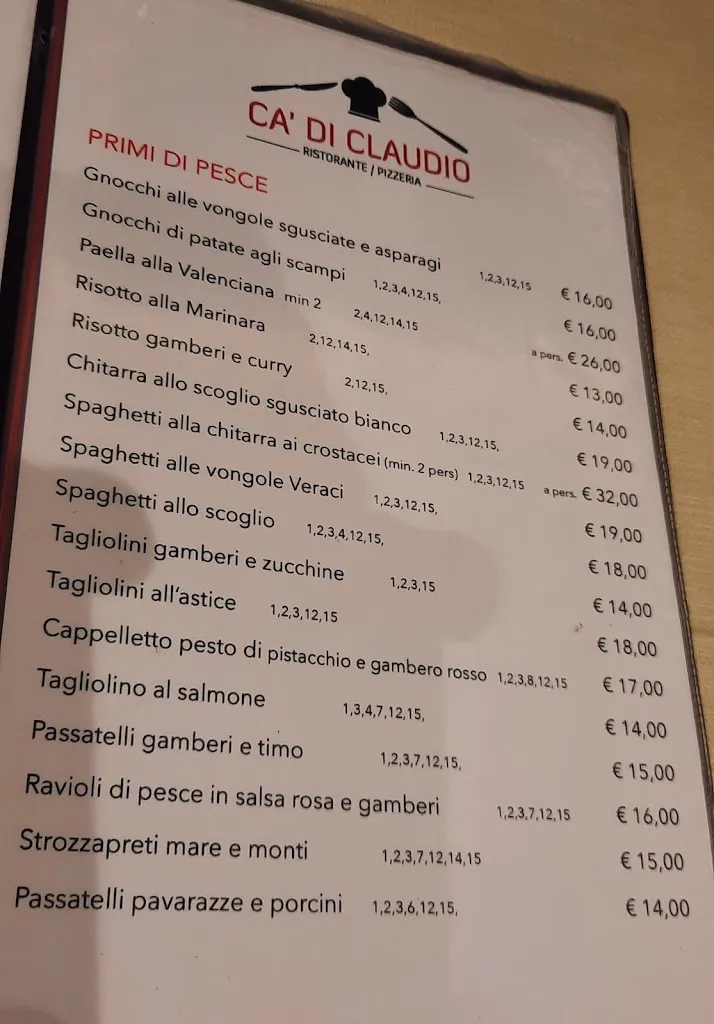 CA' DI CLAUDIO
RISTORANTE / PIZZERIA
PRIMI DI PESCE
Gnocchi alle vongole sgusciate e asparagi 1,2,3,12,15 € 16,00
Gnocchi di patate agli scampi 1,2,3,4,12,15, € 16,00
Paella alla Valenciana min 2 2,4,12,14,15 a pers. € 26,00
Risotto alla Marinara 2,12,14,15, € 13,00
Risotto gamberi e curry 2,12,15, € 14,00
Chitarra allo scoglio sgusciato bianco 1,2,3,12,15, € 19,00
Spaghetti alla chitarra ai crostacei (min. 2 pers) 1,2,3,12,15 a pers. € 32,00
Spaghetti alle vongole Veraci 1,2,3,12,15, € 19,00
Spaghetti allo scoglio 1,2,3,4,12,15, € 18,00
Tagliolini gamberi e zucchine 1,2,3,15 € 14,00
Tagliolini all'astice 1,2,3,12,15 € 18,00
Cappelletto pesto di pistacchio e gambero rosso 1,2,3,8,12,15 € 17,00
Tagliolino al salmone 1,3,4,7,12,15, € 14,00
Passatelli gamberi e timo 1,2,3,7,12,15, € 15,00
Ravioli di pesce in salsa rosa e gamberi 1,2,3,7,12,15 € 16,00
Strozzapreti mare e monti 1,2,3,7,12,14,15 € 15,00
Passatelli pavarazze e porcini 1,2,3,6,12,15, € 14,00